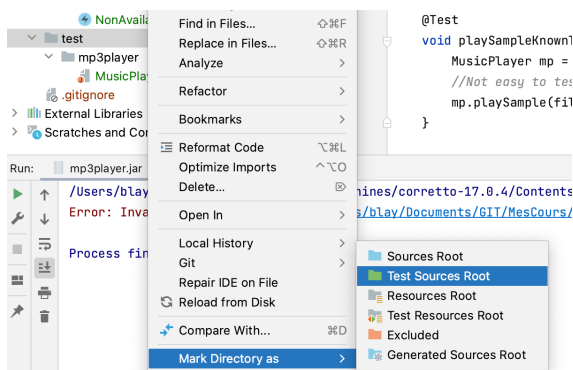 NonAvaila
test
mp3player
MusicPlay
.gitignore
External Libraries
Scratches and Con
Find in Files... ⇧⌘F
Replace in Files... ⇧⌘R
Analyze >
Refactor >
Bookmarks >
Reformat Code ⌥⌘L
Optimize Imports ^⌥O
Delete... ⌦
Open In >
Local History >
Git >
Repair IDE on File
Reload from Disk
Compare With... ⌘D
Mark Directory as >
Sources Root
Test Sources Root
Resources Root
Test Resources Root
Excluded
Generated Sources Root
@Test
void playSampleKnownT
MusicPlayer mp =
//Not easy to tes
mp.playSample(fil
}
Run: mp3player.jar
/Users/blay
hines/corretto-17.0.4/Contents
Error: Inva
s/blay/Documents/GIT/MesCours/
Process fin